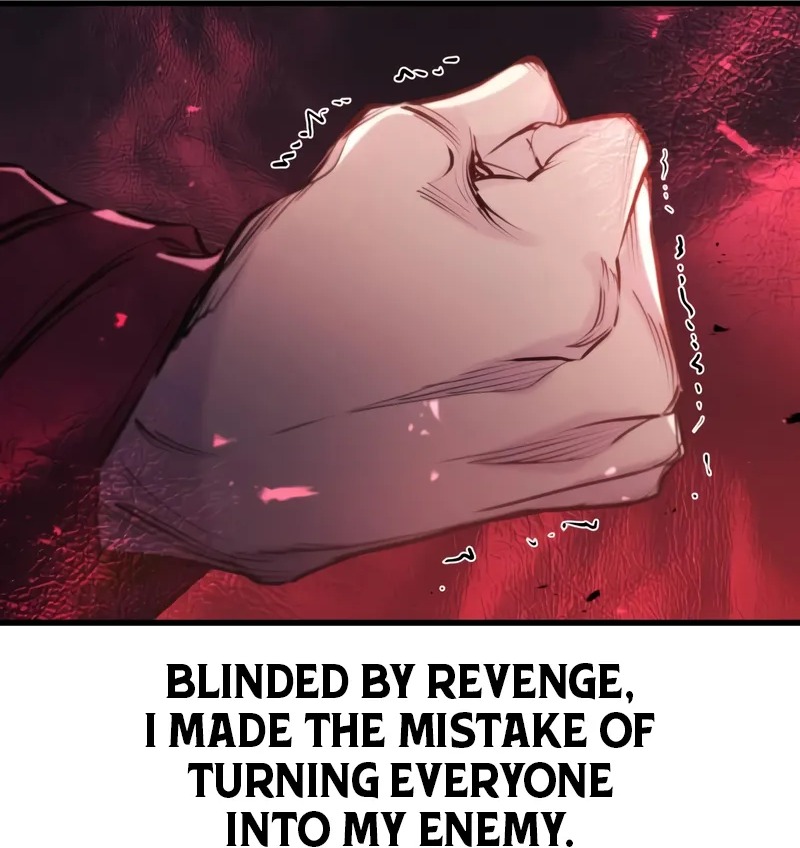 BLINDED BY REVENGE,
I MADE THE MISTAKE OF
TURNING EVERYONE
INTO MY ENEMY.